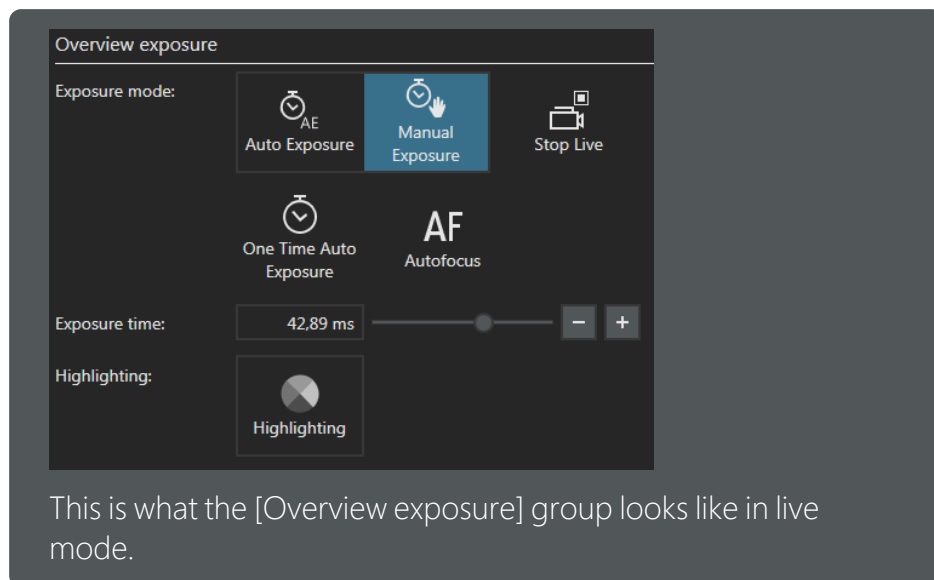 Overview exposure
Exposure mode:
AE
Auto Exposure
Manual
Exposure
Stop Live
One Time Auto
Exposure
AF
Autofocus
Exposure time:
42,89 ms
− +
Highlighting:
Highlighting
This is what the [Overview exposure] group looks like in live
mode.